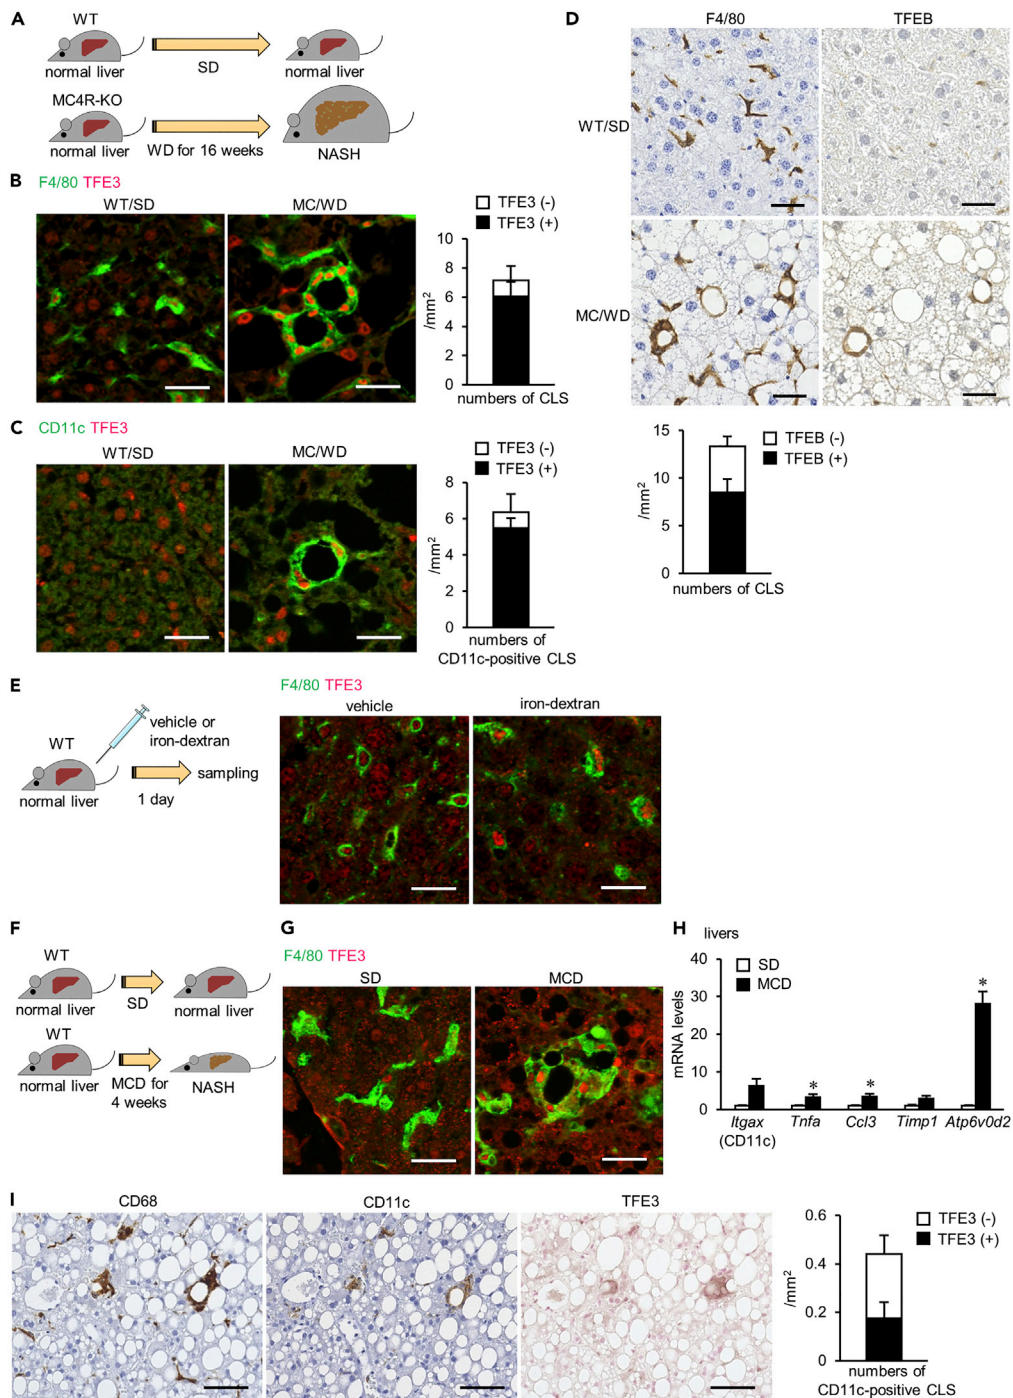 A
WT
normal liver
SD
normal liver
MC4R-KO
normal liver
WD for 16 weeks
NASH
B
F4/80 TFE3
WT/SD
MC/WD
TFE3 (-)
TFE3 (+)
10
8
6
4
2
0
/mm2
numbers of CLS
C
CD11c TFE3
WT/SD
MC/WD
TFE3 (-)
TFE3 (+)
8
6
4
2
0
/mm2
numbers of
CD11c-positive CLS
D
F4/80
TFEB
WT/SD
MC/WD
15
10
5
0
/mm2
TFEB (-)
TFEB (+)
numbers of CLS
E
WT
normal liver
vehicle or
iron-dextran
1 day
sampling
F4/80 TFE3
vehicle
iron-dextran
F
WT
normal liver
SD
normal liver
WT
normal liver
MCD for
4 weeks
NASH
G
F4/80 TFE3
SD
MCD
H
livers
SD
MCD
40
30
20
10
0
mRNA levels
*
*
*
Itgax
(CD11c)
Tnfa
Ccl3
Timp1
Atp6v0d2
I
CD68
CD11c
TFE3
TFE3 (-)
TFE3 (+)
0.6
0.4
0.2
0
/mm2
numbers of
CD11c-positive CLS